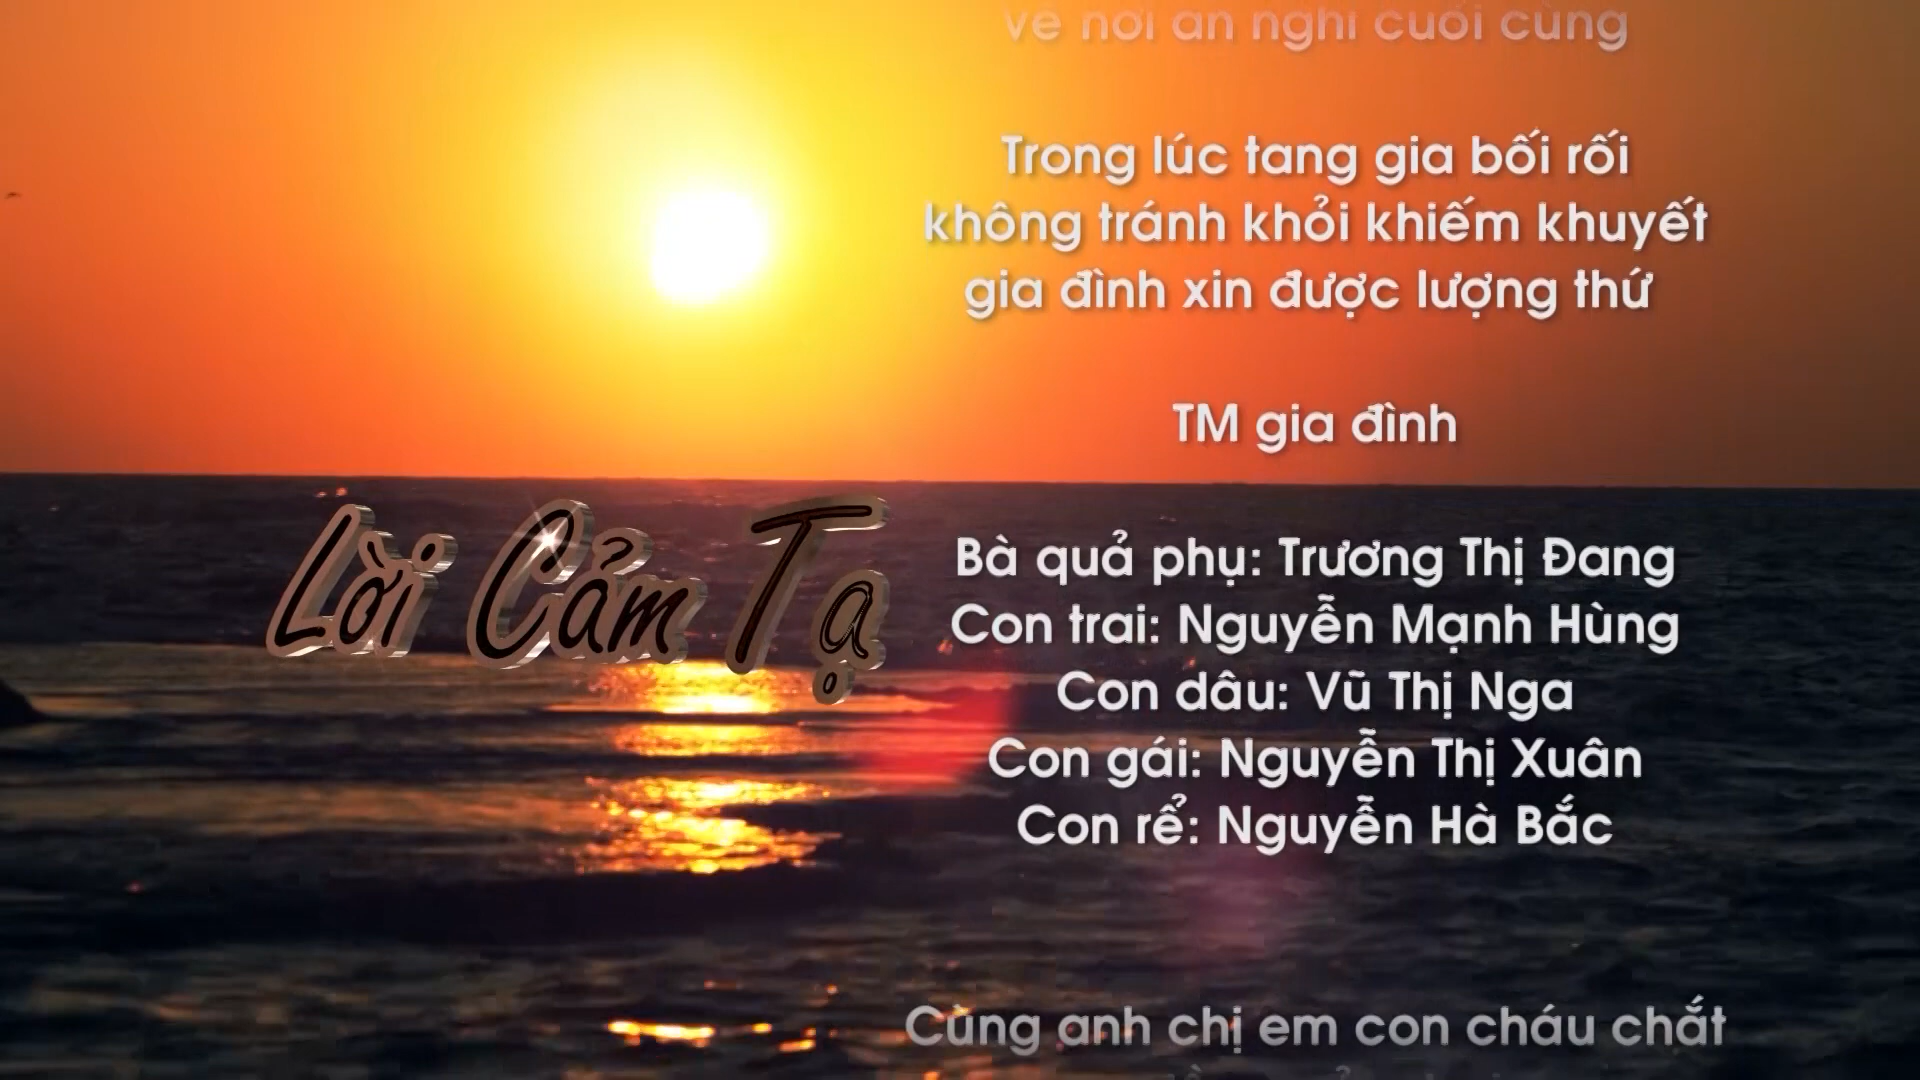 về nơi an nghỉ cuối cùng
Trong lúc tang gia bối rối
không tránh khỏi khiếm khuyết
gia đình xin được lượng thứ
TM gia đình
Lời Cảm Tạ
Bà quả phụ: Trương Thị Đang
Con trai: Nguyễn Mạnh Hùng
Con dâu: Vũ Thị Nga
Con gái: Nguyễn Thị Xuân
Con rể: Nguyễn Hà Bắc
Cùng anh chị em con cháu chắt